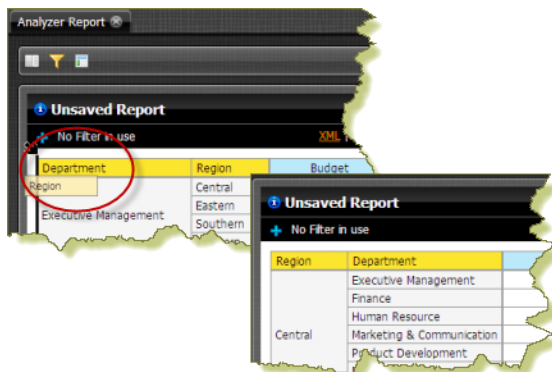 Analyzer Report
Unsaved Report
No Filter in use XML
Department Region Budget
Region
Central
Eastern
Executive Management
Southern
Unsaved Report
No Filter in use
Region Department
Executive Management
Finance
Human Resource
Central
Marketing & Communication
Product Development